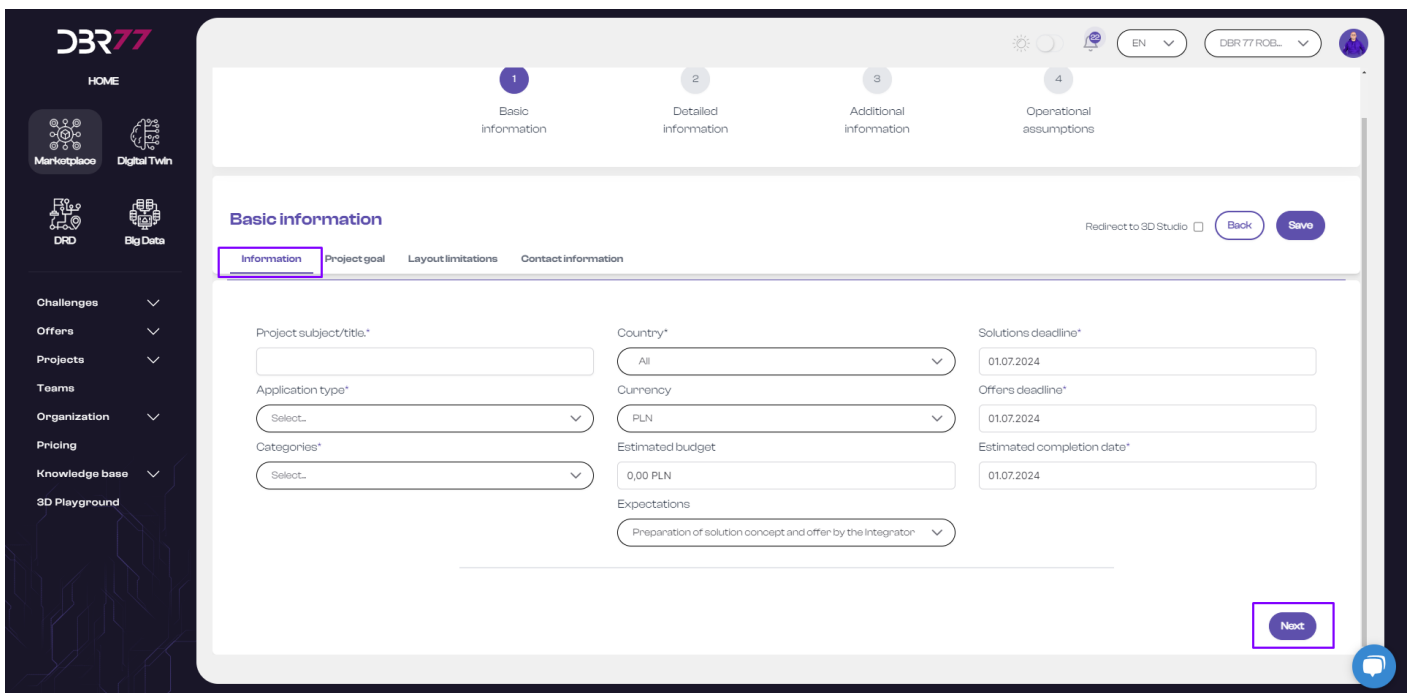 DBR77
HOME
Marketplace
Digital Twin
DRD
Big Data
Challenges
Offers
Projects
Teams
Organization
Pricing
Knowledge base
3D Playground
22
EN
DBR 77 ROB...
1
2
3
4
Basic
information
Detailed
information
Additional
information
Operational
assumptions
Basic information
Redirect to 3D Studio
Back
Save
Information
Project goal
Layout limitations
Contact information
Project subject/title.*
Country*
Solutions deadline*
All
01.07.2024
Application type*
Currency
Offers deadline*
Select...
PLN
01.07.2024
Categories*
Estimated budget
Estimated completion date*
Select...
0,00 PLN
01.07.2024
Expectations
Preparation of solution concept and offer by the Integrator
Next